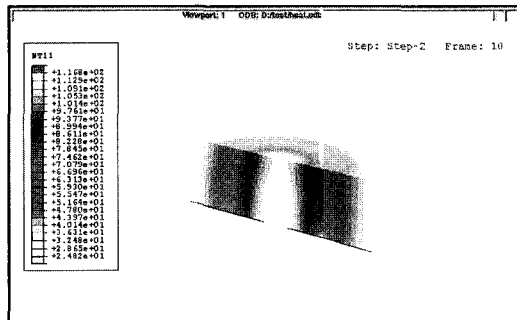 Viewport: 1 ODB: D:/test/heat.odb
Step: Step-2 Frame: 10
NT11
+1.168e+02
+1.129e+02
+1.091e+02
+1.053e+02
+1.014e+02
+9.761e+01
+9.377e+01
+8.994e+01
+8.611e+01
+8.228e+01
+7.845e+01
+7.462e+01
+7.079e+01
+6.696e+01
+6.313e+01
+5.930e+01
+5.547e+01
+5.164e+01
+4.780e+01
+4.397e+01
+4.014e+01
+3.631e+01
+3.248e+01
+2.865e+01
+2.482e+01